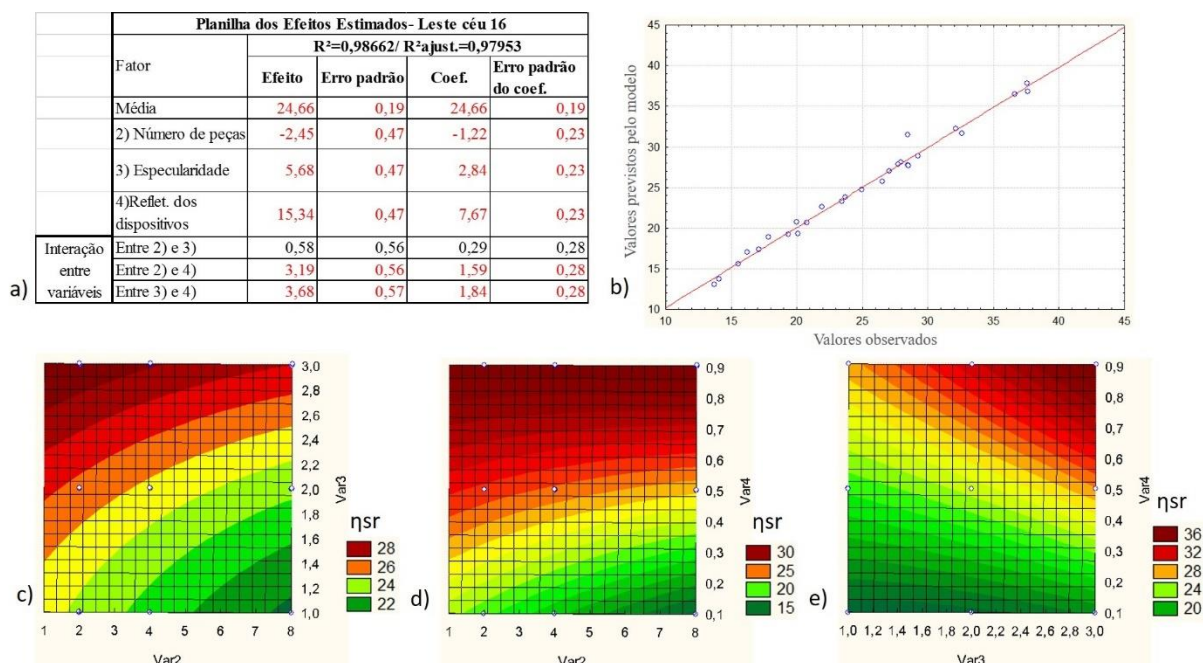 Planilha dos Efeitos Estimados- Leste céu 16
R²=0,98662/ R²ajust.=0,97953
Fator Efeito Erro padrão Coef. Erro padrão do coef.
Média 24,66 0,19 24,66 0,19
2) Número de peças -2,45 0,47 -1,22 0,23
3) Especularidade 5,68 0,47 2,84 0,23
4)Reflet. dos dispositivos 15,34 0,47 7,67 0,23
Interação entre variáveis
Entre 2) e 3) 0,58 0,56 0,29 0,28
Entre 2) e 4) 3,19 0,56 1,59 0,28
Entre 3) e 4) 3,68 0,57 1,84 0,28
a)
b)
Valores previstos pelo modelo
45
40
35
30
25
20
15
10
10 15 20 25 30 35 40 45
Valores observados
c)
3,0
2,8
2,6
2,4
2,2
2,0
1,8
1,6
1,4
1,2
1,0
Var3
1 2 3 4 5 6 7 8
Var2
ηsr
28
26
24
22
d)
0,9
0,8
0,7
0,6
0,5
0,4
0,3
0,2
0,1
Var4
1 2 3 4 5 6 7 8
Var2
ηsr
30
25
20
15
e)
0,9
0,8
0,7
0,6
0,5
0,4
0,3
0,2
0,1
Var4
1,0 1,2 1,4 1,6 1,8 2,0 2,2 2,4 2,6 2,8 3,0
Var3
ηsr
36
32
28
24
20